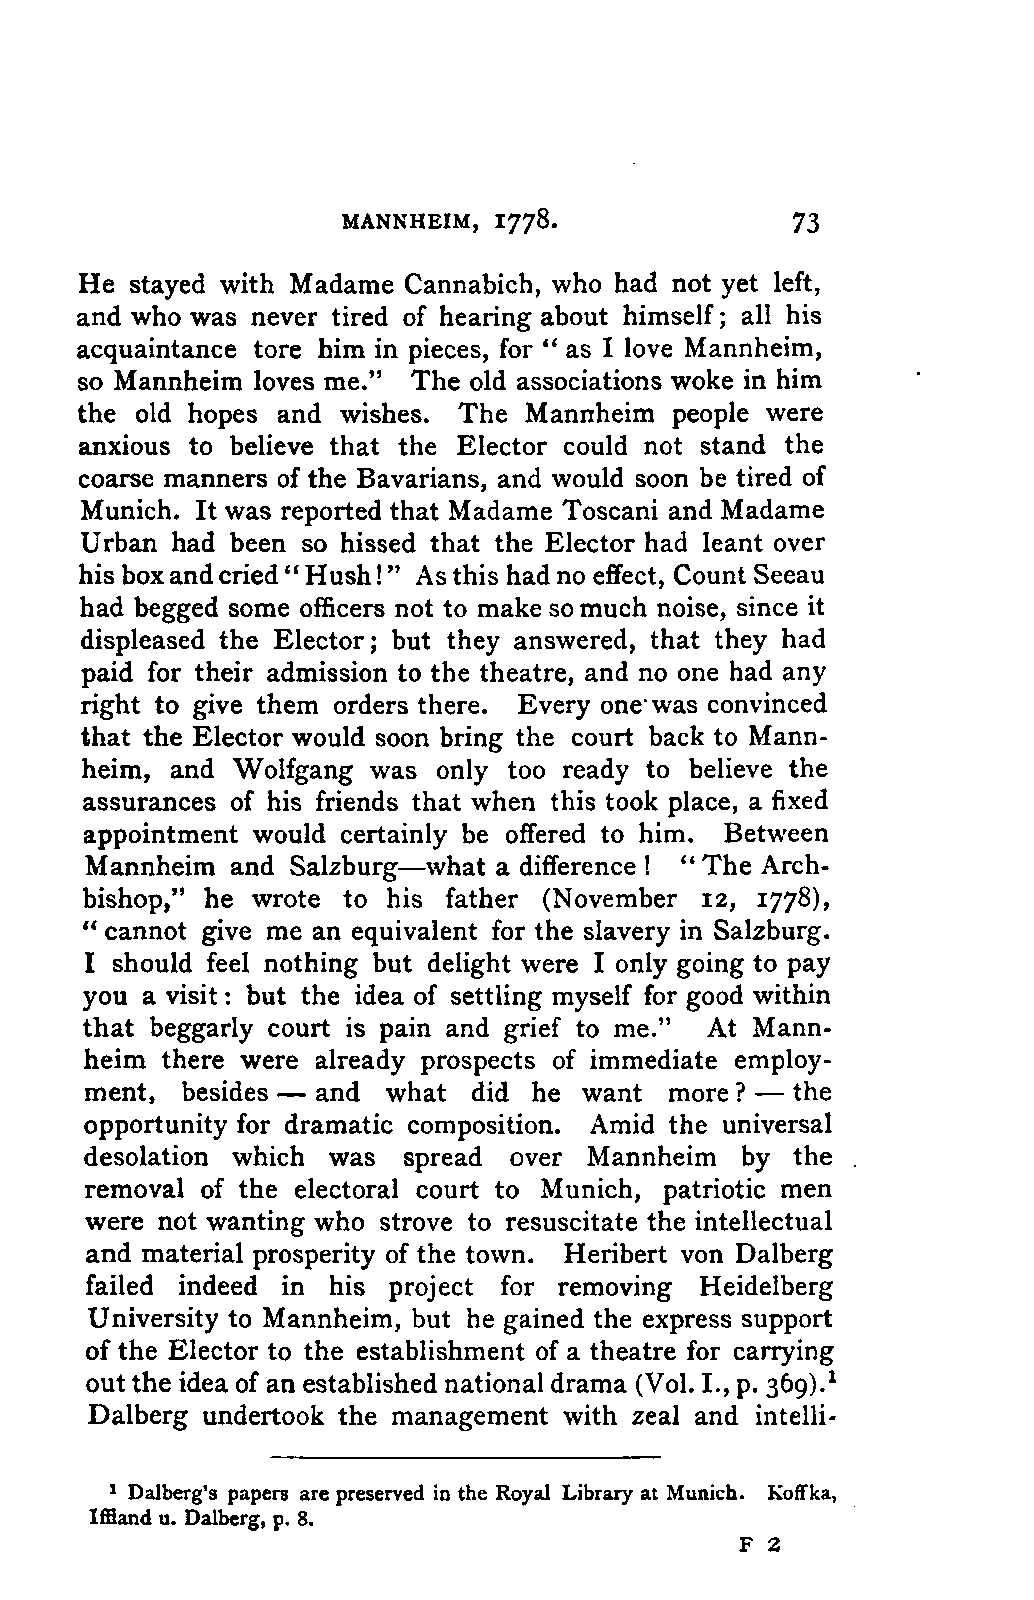 MANNHEIM, 1778. 73
He stayed with Madame Cannabich, who had not yet left,
and who was never tired of hearing about himself; all his
acquaintance tore him in pieces, for “as I love Mannheim,
so Mannheim loves me.” The old associations woke in him
the old hopes and wishes. The Mannheim people were
anxious to believe that the Elector could not stand the
coarse manners of the Bavarians, and would soon be tired of
Munich. It was reported that Madame Toscani and Madame
Urban had been so hissed that the Elector had leant over
his box and cried “Hush!” As this had no effect, Count Seeau
had begged some officers not to make so much noise, since it
displeased the Elector; but they answered, that they had
paid for their admission to the theatre, and no one had any
right to give them orders there. Every one was convinced
that the Elector would soon bring the court back to Mann-
heim, and Wolfgang was only too ready to believe the
assurances of his friends that when this took place, a fixed
appointment would certainly be offered to him. Between
Mannheim and Salzburg—what a difference! “The Arch-
bishop,” he wrote to his father (November 12, 1778),
“cannot give me an equivalent for the slavery in Salzburg.
I should feel nothing but delight were I only going to pay
you a visit: but the idea of settling myself for good within
that beggarly court is pain and grief to me.” At Mann-
heim there were already prospects of immediate employ-
ment, besides — and what did he want more? — the
opportunity for dramatic composition. Amid the universal
desolation which was spread over Mannheim by the
removal of the electoral court to Munich, patriotic men
were not wanting who strove to resuscitate the intellectual
and material prosperity of the town. Heribert von Dalberg
failed indeed in his project for removing Heidelberg
University to Mannheim, but he gained the express support
of the Elector to the establishment of a theatre for carrying
out the idea of an established national drama (Vol. I., p. 369).¹
Dalberg undertook the management with zeal and intelli-
¹ Dalberg's papers are preserved in the Royal Library at Munich. Koffka,
Iffland u. Dalberg, p. 8.
F 2